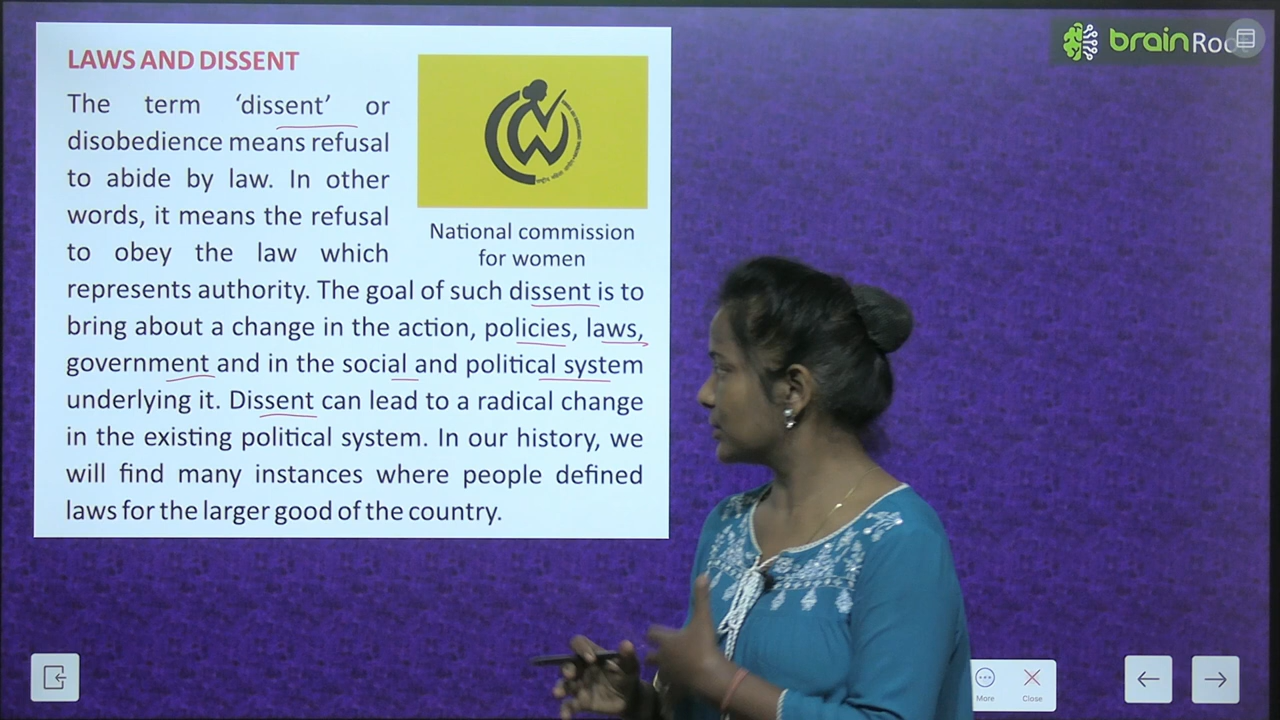 LAWS AND DISSENT
The term ‘dissent’ or
disobedience means refusal
to abide by law. In other
words, it means the refusal
to obey the law which
represents authority. The goal of such dissent is to
bring about a change in the action, policies, laws,
government and in the social and political system
underlying it. Dissent can lead to a radical change
in the existing political system. In our history, we
will find many instances where people defined
laws for the larger good of the country.
National commission
for women
brain
More
Close